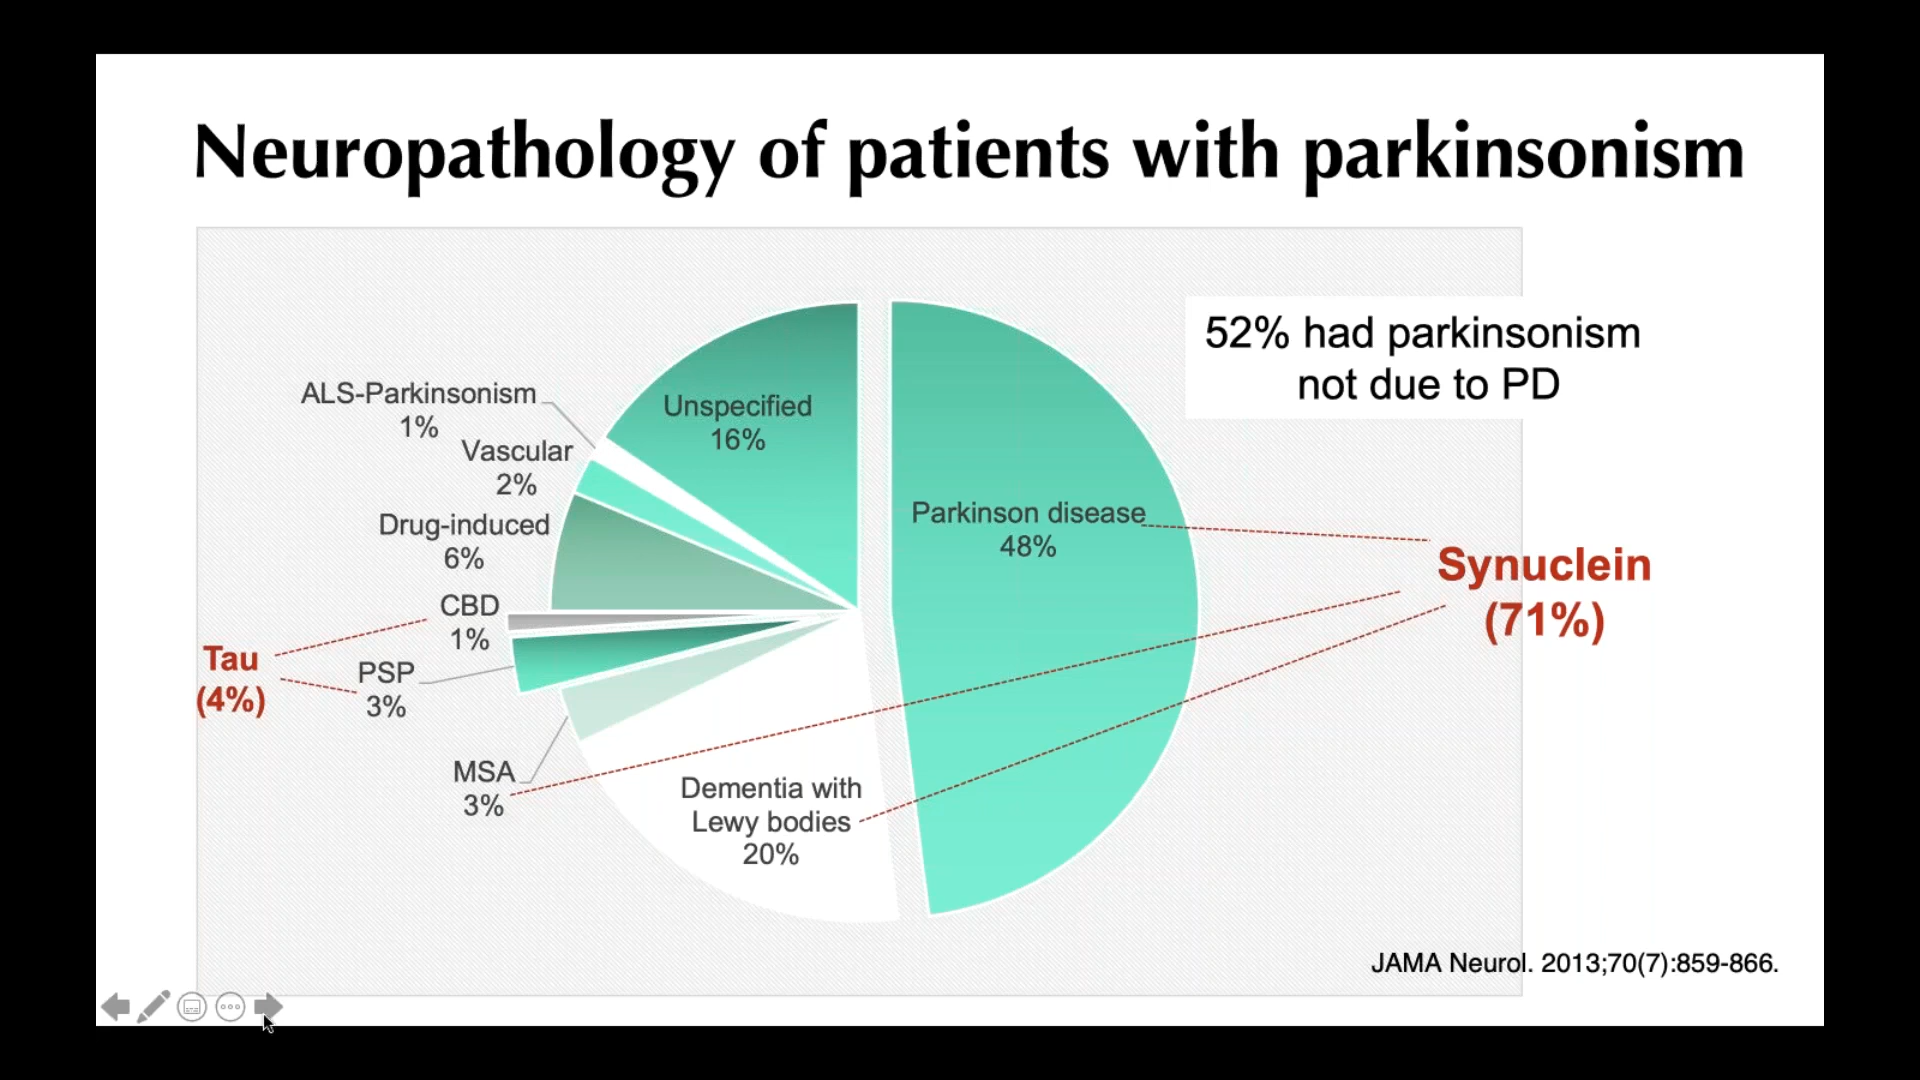 Neuropathology of patients with parkinsonism
52% had parkinsonism
not due to PD
ALS-Parkinsonism
1%
Unspecified
16%
Vascular
2%
Drug-induced
6%
Parkinson disease
48%
Synuclein
(71%)
CBD
1%
Tau
(4%)
PSP
3%
MSA
3%
Dementia with
Lewy bodies
20%
JAMA Neurol. 2013;70(7):859-866.